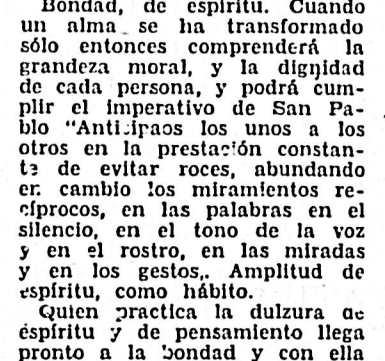 Bondad, de espíritu. Cuando
un alma se ha transformado
sólo entonces comprenderá la
grandeza moral, y la dignidad
de cada persona, y podrá cum-
plir el imperativo de San Pa-
blo "Anticipaos los unos a los
otros en la prestación constan-
te de evitar roces, abundando
en cambio los miramientos re-
cíprocos, en las palabras en el
silencio, en el tono de la voz
y en el rostro, en las miradas
y en los gestos,. Amplitud de
espíritu, como hábito.
Quien practica la dulzura de
espíritu y de pensamiento llega
pronto a la bondad y con ella